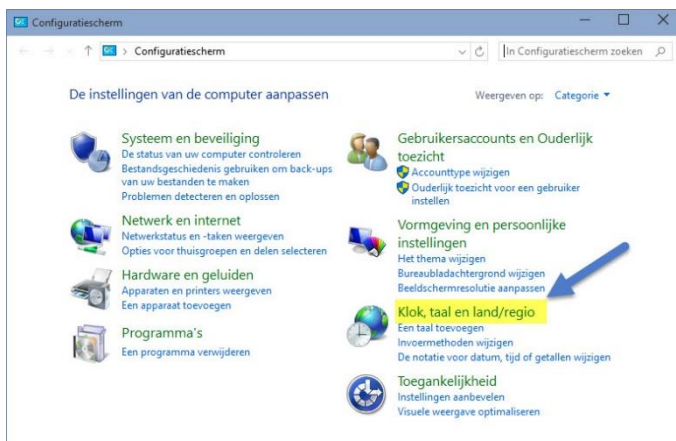 Configuratiescherm
Configuratiescherm
In Configuratiescherm zoeken
De instellingen van de computer aanpassen
Weergeven op: Categorie
Systeem en beveiliging
De status van uw computer controleren
Bestandsgeschiedenis gebruiken om back-ups
van uw bestanden te maken
Problemen detecteren en oplossen
Netwerk en internet
Netwerkstatus en -taken weergeven
Opties voor thuisgroepen en delen selecteren
Hardware en geluiden
Apparaten en printers weergeven
Een apparaat toevoegen
Programma's
Een programma verwijderen
Gebruikersaccounts en Ouderlijk
toezicht
Accounttype wijzigen
Ouderlijk toezicht voor een gebruiker
instellen
Vormgeving en persoonlijke
instellingen
Het thema wijzigen
Bureaubladachtergrond wijzigen
Beeldschermresolutie aanpassen
Klok, taal en land/regio
Een taal toevoegen
Invoermethoden wijzigen
De notatie voor datum, tijd of getallen wijzigen
Toegankelijkheid
Instellingen aanbevelen
Visuele weergave optimaliseren